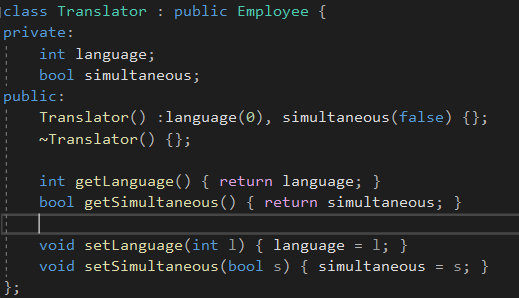 class Translator : public Employee {
private:
    int language;
    bool simultaneous;
public:
    Translator() :language(0), simultaneous(false) {};
    ~Translator() {};

    int getLanguage() { return language; }
    bool getSimultaneous() { return simultaneous; }

    void setLanguage(int l) { language = l; }
    void setSimultaneous(bool s) { simultaneous = s; }
};